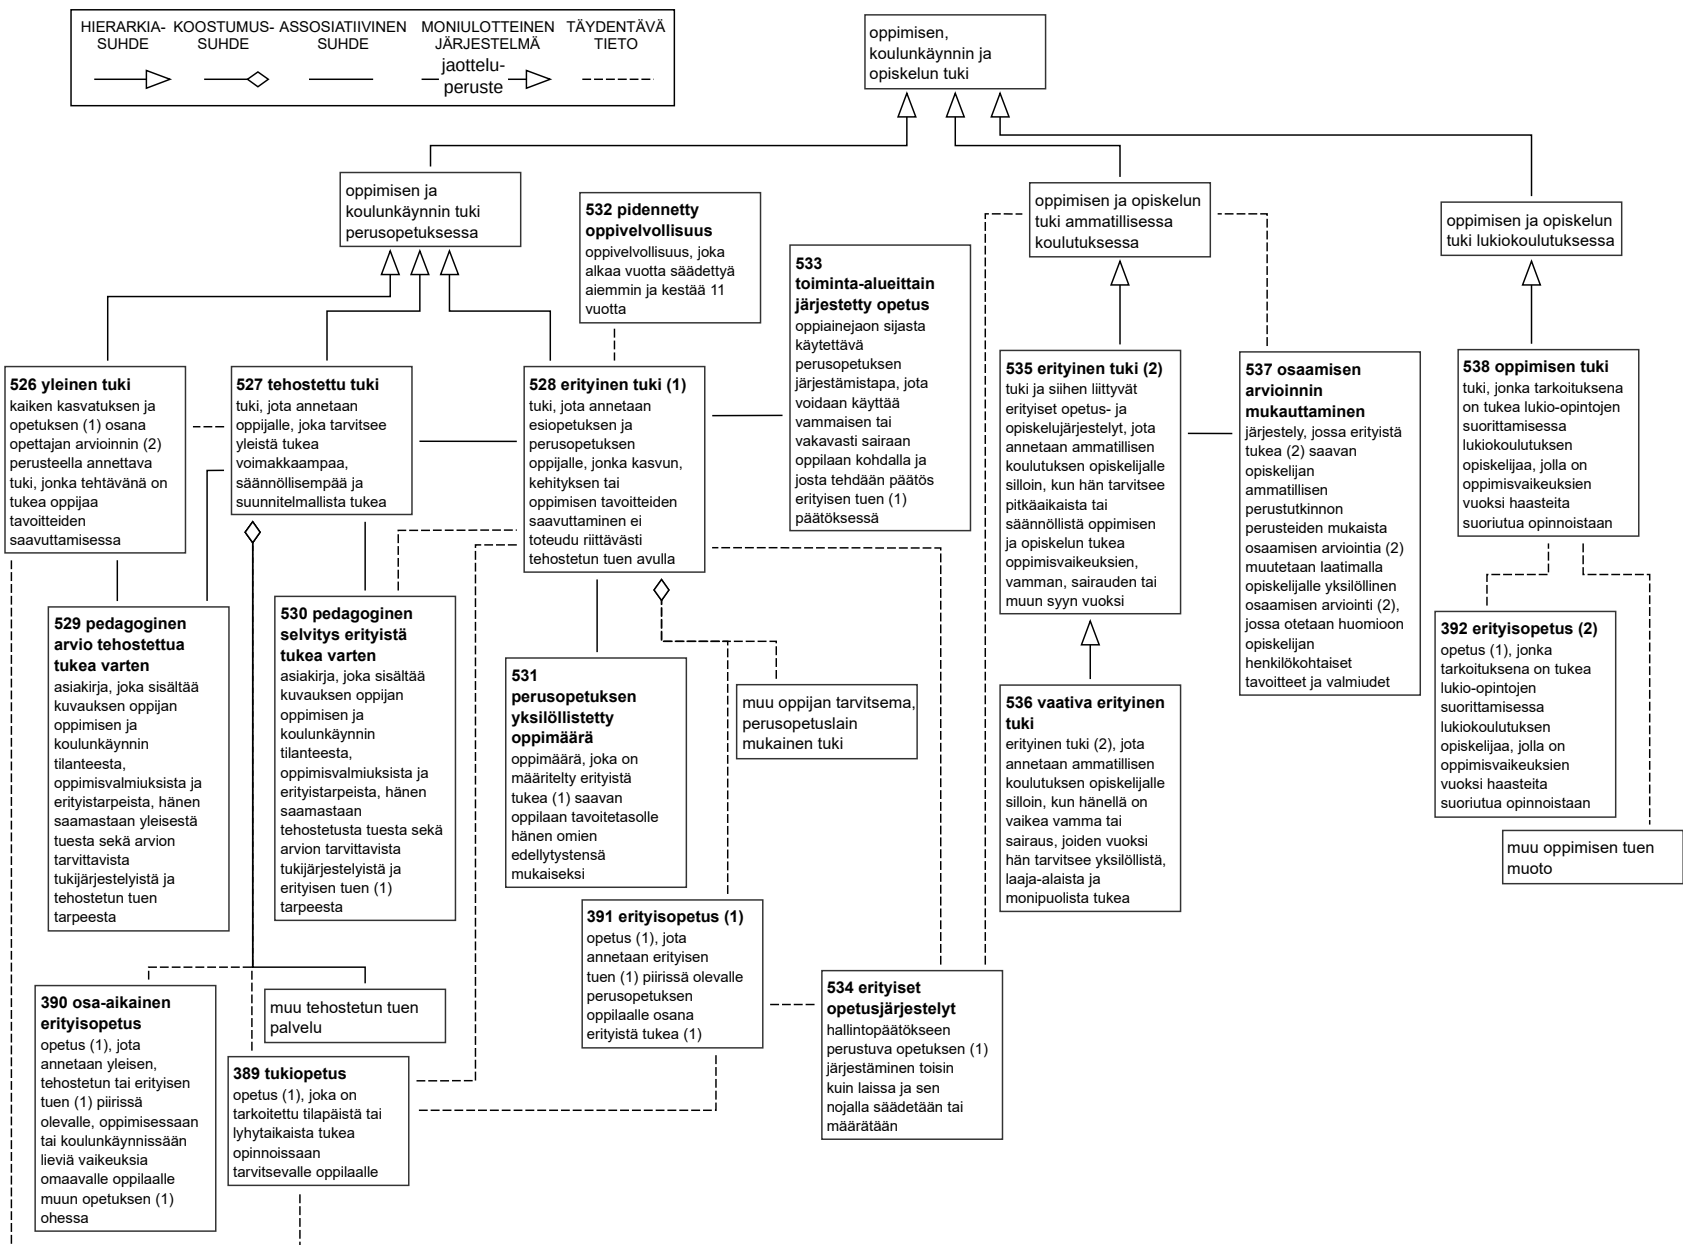 HIERARKIA-
SUHDE
KOOSTUMUS-
SUHDE
ASSOSIATIIVINEN
SUHDE
MONIULOTTEINEN
JÄRJESTELMÄ
TÄYDENTÄVÄ
TIETO
jaottelu-
peruste
oppimisen,
koulunkäynnin ja
opiskelun tuki
oppimisen ja
koulunkäynnin tuki
perusopetuksessa
532 pidennetty
oppivelvollisuus
oppivelvollisuus, joka
alkaa vuotta säädettyä
aiemmin ja kestää 11
vuotta
533
toiminta-alueittain
järjestetty opetus
oppiainejaon sijasta
käytettävä
perusopetuksen
järjestämistapa, jota
voidaan käyttää
vammaisen tai
vakavasti sairaan
oppilaan kohdalla ja
josta tehdään päätös
erityisen tuen (1)
päätöksessä
oppimisen ja opiskelun
tuki ammatillisessa
koulutuksessa
oppimisen ja opiskelun
tuki lukiokoulutuksessa
526 yleinen tuki
kaiken kasvatuksen ja
opetuksen (1) osana
opettajan arvioinnin (2)
perusteella annettava
tuki, jonka tehtävänä on
tukea oppijaa
tavoitteiden
saavuttamisessa
527 tehostettu tuki
tuki, jota annetaan
oppijalle, joka tarvitsee
yleistä tukea
voimakkaampaa,
säännöllisempää ja
suunnitelmallista tukea
528 erityinen tuki (1)
tuki, jota annetaan
esiopetuksen ja
perusopetuksen
oppijalle, jonka kasvun,
kehityksen tai
oppimisen tavoitteiden
saavuttaminen ei
toteudu riittävästi
tehostetun tuen avulla
535 erityinen tuki (2)
tuki ja siihen liittyvät
erityiset opetus- ja
opiskelujärjestelyt, jota
annetaan ammatillisen
koulutuksen opiskelijalle
silloin, kun hän tarvitsee
pitkäaikaista tai
säännöllistä oppimisen
ja opiskelun tukea
oppimisvaikeuksien,
vamman, sairauden tai
muun syyn vuoksi
537 osaamisen
arvioinnin
mukauttaminen
järjestely, jossa erityistä
tukea (2) saavan
opiskelijan
ammatillisen
perustutkinnon
perusteiden mukaista
osaamisen arviointia (2)
muutetaan laatimalla
opiskelijalle yksilöllinen
osaamisen arviointi (2),
jossa otetaan huomioon
opiskelijan
henkilökohtaiset
tavoitteet ja valmiudet
538 oppimisen tuki
tuki, jonka tarkoituksena
on tukea lukio-opintojen
suorittamisessa
lukiokoulutuksen
opiskelijaa, jolla on
oppimisvaikeuksien
vuoksi haasteita
suoriutua opinnoistaan
529 pedagoginen
arvio tehostettua
tukea varten
asiakirja, joka sisältää
kuvauksen oppijan
oppimisen ja
koulunkäynnin
tilanteesta,
oppimisvalmiuksista ja
erityistarpeista, hänen
saamastaan yleisestä
tuesta sekä arvion
tarvittavista
tukijärjestelyistä ja
tehostetun tuen
tarpeesta
530 pedagoginen
selvitys erityistä
tukea varten
asiakirja, joka sisältää
kuvauksen oppijan
oppimisen ja
koulunkäynnin
tilanteesta,
oppimisvalmiuksista ja
erityistarpeista, hänen
saamastaan
tehostetusta tuesta sekä
arvion tarvittavista
tukijärjestelyistä ja
erityisen tuen (1)
tarpeesta
531
perusopetuksen
yksilöllistetty
oppimäärä
oppimäärä, joka on
määritelty erityistä
tukea (1) saavan
oppilaan tavoitetasolle
hänen omien
edellytystensä
mukaiseksi
muu oppijan tarvitsema,
perusopetuslain
mukainen tuki
536 vaativa erityinen
tuki
erityinen tuki (2), jota
annetaan ammatillisen
koulutuksen opiskelijalle
silloin, kun hänellä on
vaikea vamma tai
sairaus, joiden vuoksi
hän tarvitsee yksilöllistä,
laaja-alaista ja
monipuolista tukea
392 erityisopetus (2)
opetus (1), jonka
tarkoituksena on tukea
lukio-opintojen
suorittamisessa
lukiokoulutuksen
opiskelijaa, jolla on
oppimisvaikeuksien
vuoksi haasteita
suoriutua opinnoistaan
muu oppimisen tuen
muoto
391 erityisopetus (1)
opetus (1), jota
annetaan erityisen
tuen (1) piirissä olevalle
perusopetuksen
oppilaalle osana
erityistä tukea (1)
534 erityiset
opetusjärjestelyt
hallintopäätökseen
perustuva opetuksen (1)
järjestäminen toisin
kuin laissa ja sen
nojalla säädetään tai
määrätään
390 osa-aikainen
erityisopetus
opetus (1), jota
annetaan yleisen,
tehostetun tai erityisen
tuen (1) piirissä
olevalle, oppimisessaan
tai koulunkäynnissään
lieviä vaikeuksia
omaavalle oppilaalle
muun opetuksen (1)
ohessa
muu tehostetun tuen
palvelu
389 tukiopetus
opetus (1), joka on
tarkoitettu tilapäistä tai
lyhytaikaista tukea
opinnoissaan
tarvitsevalle oppilaalle